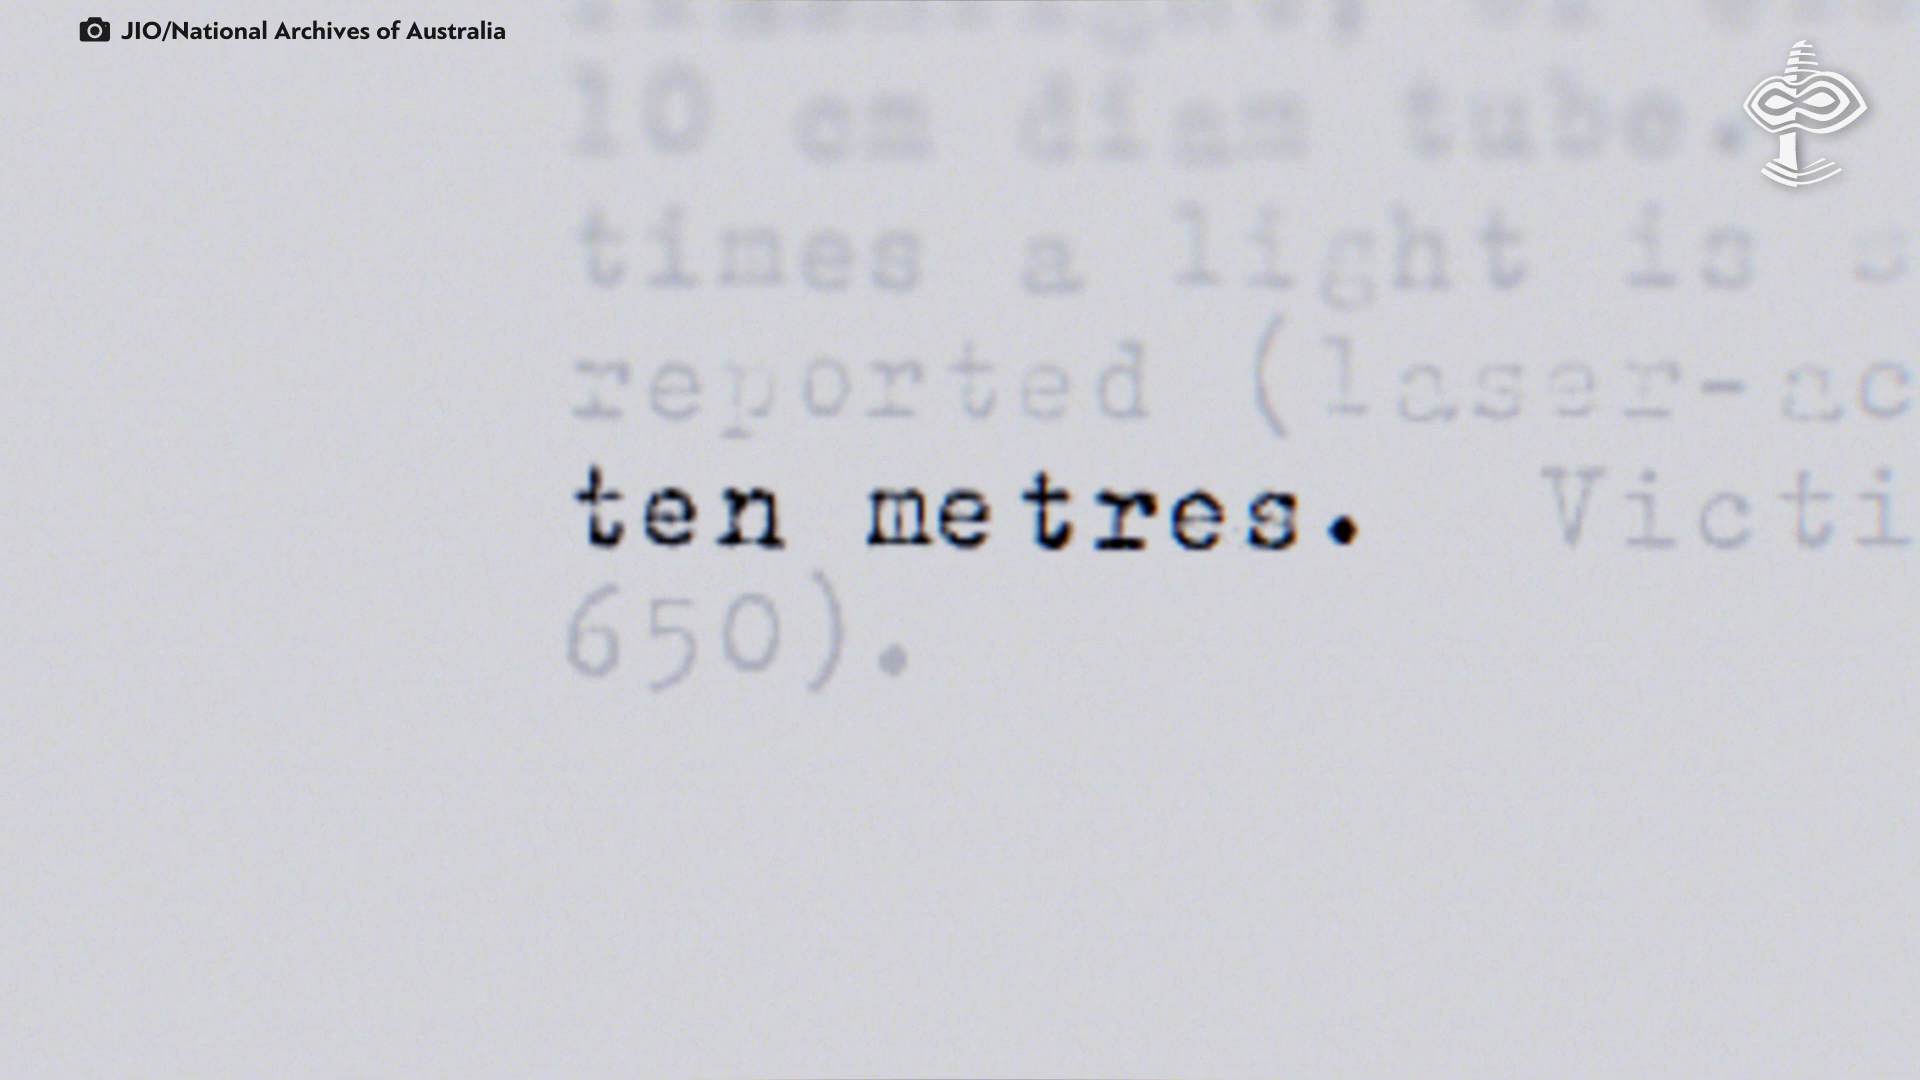 JIO/National Archives of Australia
10 cm diam tube.
times a light is
reported (laser-ac
ten metres. Victi
650).